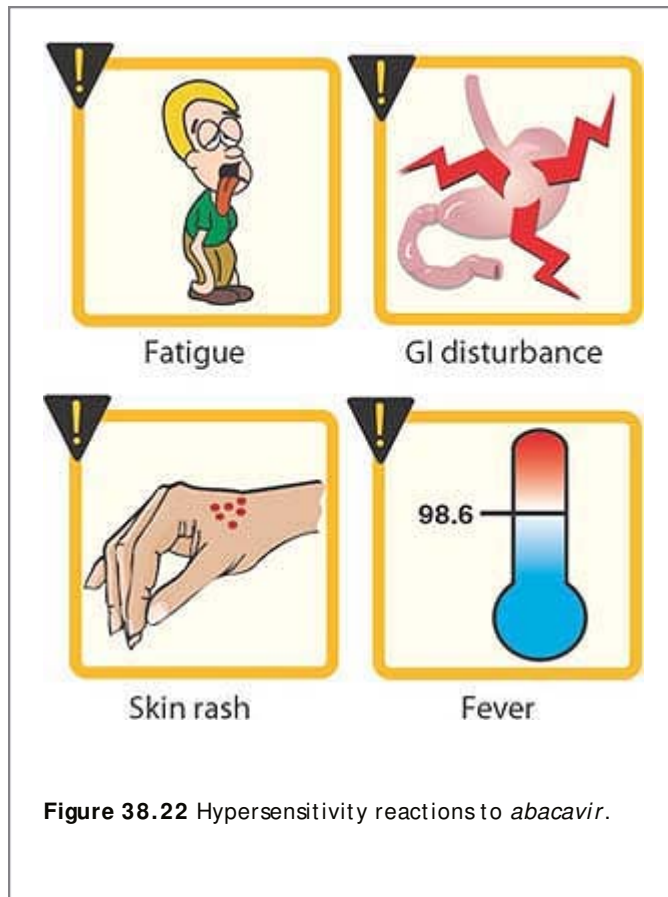 !
!
Fatigue
GI disturbance
!
!
98.6
Skin rash
Fever
Figure 38.22 Hypersensitivity reactions to abacavir.